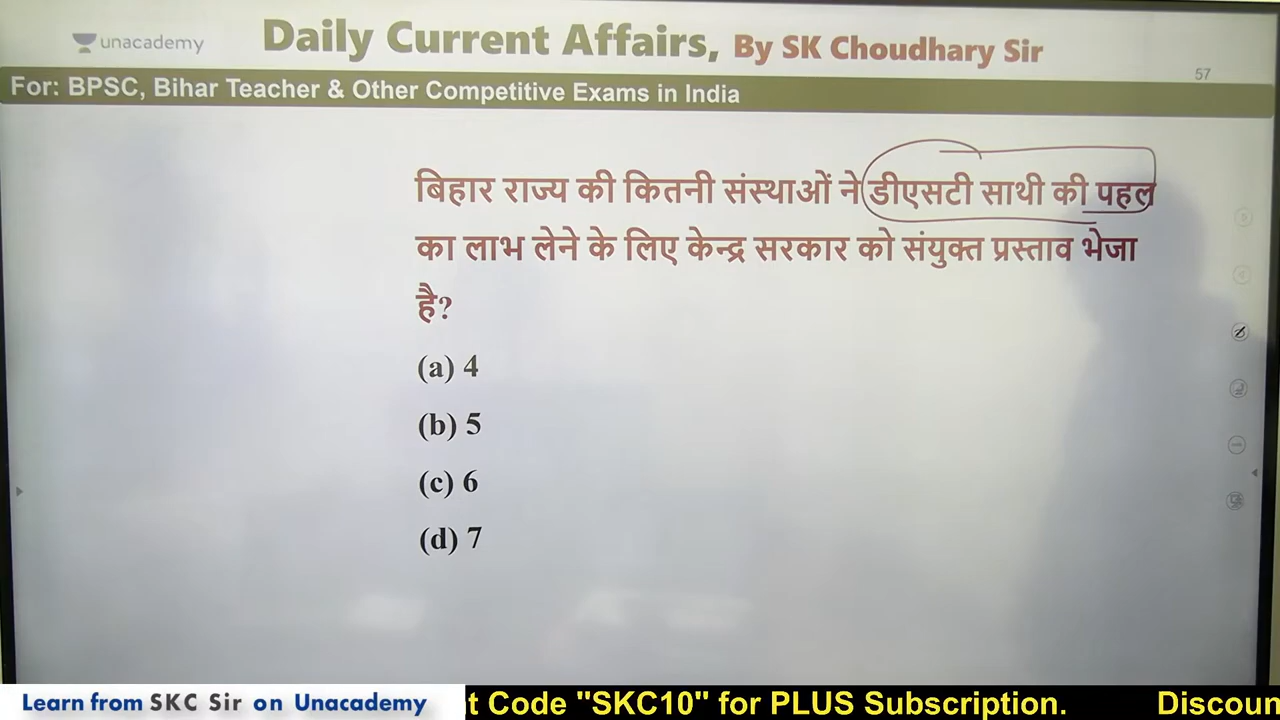 unacademy
Daily Current Affairs, By SK Choudhary Sir
57
For: BPSC, Bihar Teacher & Other Competitive Exams in India
बिहार राज्य की कितनी संस्थाओं ने डीएसटी साथी की पहल
का लाभ लेने के लिए केन्द्र सरकार को संयुक्त प्रस्ताव भेजा
है?
(a) 4
(b) 5
(c) 6
(d) 7
Learn from SKC Sir on Unacademy
t Code "SKC10" for PLUS Subscription. Discoun